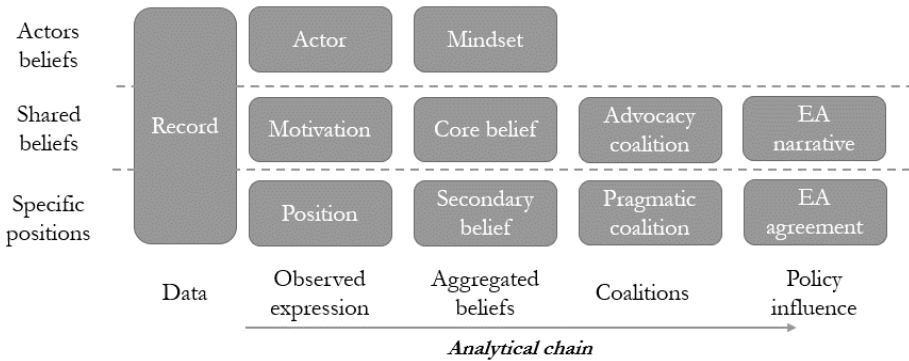 Actors
beliefs
Actor
Mindset
Shared
beliefs
Record
Motivation
Core belief
Advocacy
coalition
EA
narrative
Specific
positions
Position
Secondary
belief
Pragmatic
coalition
EA
agreement
Data
Observed
expression
Aggregated
beliefs
Coalitions
Policy
influence
Analytical chain